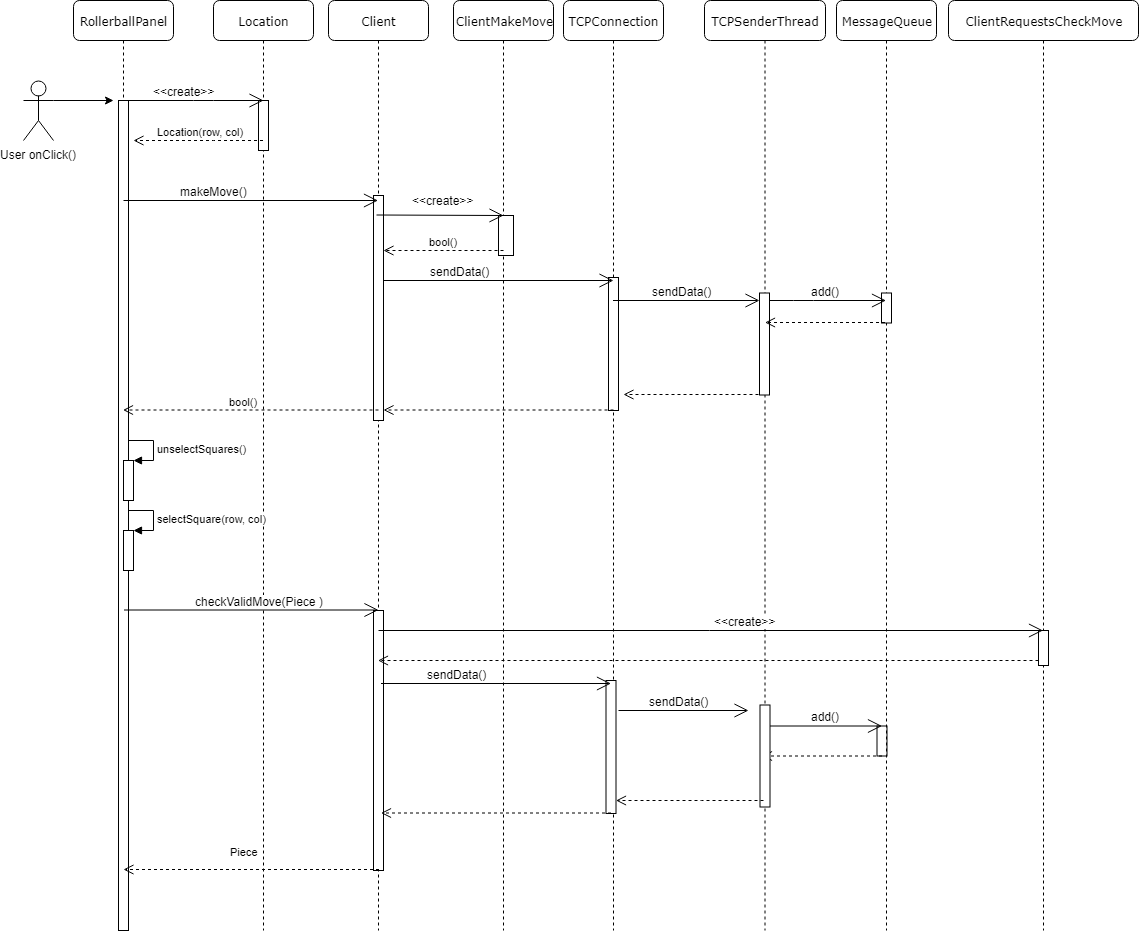 RollerballPanel
Location
Client
ClientMakeMove
TCPConnection
TCPSenderThread
MessageQueue
ClientRequestsCheckMove
<<create>>
Location(row, col)
User onClick()
makeMove()
<<create>>
bool()
sendData()
sendData()
add()
bool()
unselectSquares()
selectSquare(row, col)
checkValidMove(Piece )
<<create>>
sendData()
sendData()
add()
Piece